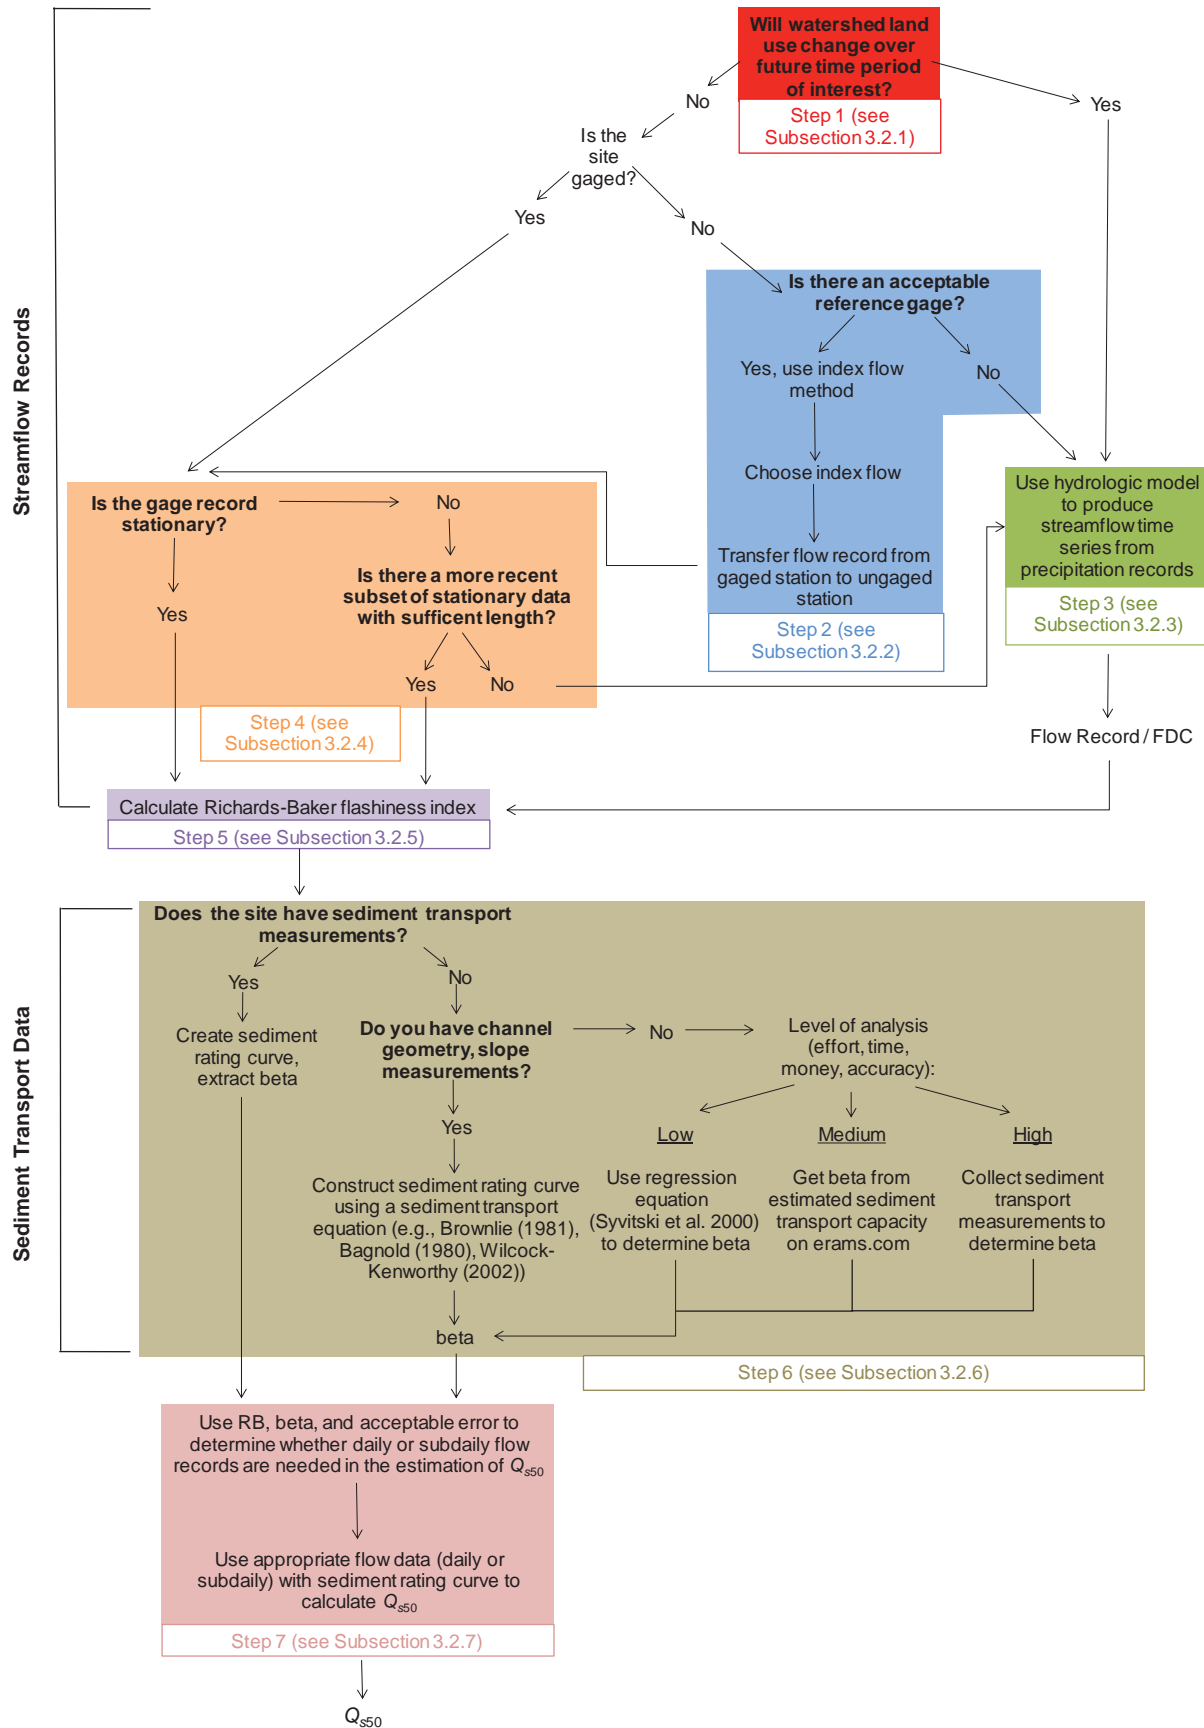 Will watershed land
use change over
future time period
of interest?
Step 1 (see
Subsection 3.2.1)
No
Yes
Is the
site
gaged?
Yes
No
Streamflow Records
Is there an acceptable
reference gage?
Yes, use index flow
method
No
Choose index flow
Transfer flow record from
gaged station to ungaged
station
Step 2 (see
Subsection 3.2.2)
Use hydrologic model
to produce
streamflow time
series from
precipitation records
Step 3 (see
Subsection 3.2.3)
Is the gage record
stationary?
No
Yes
Is there a more recent
subset of stationary data
with sufficent length?
Yes
No
Step 4 (see
Subsection 3.2.4)
Flow Record / FDC
Calculate Richards-Baker flashiness index
Step 5 (see Subsection 3.2.5)
Sediment Transport Data
Does the site have sediment transport
measurements?
Yes
No
Create sediment
rating curve,
extract beta
Do you have channel
geometry, slope
measurements?
No
Level of analysis
(effort, time,
money, accuracy):
Yes
Low
Medium
High
Construct sediment rating curve
using a sediment transport
equation (e.g., Brownlie (1981),
Bagnold (1980), Wilcock-
Kenworthy (2002))
Use regression
equation
(Syvitski et al. 2000)
to determine beta
Get beta from
estimated sediment
transport capacity
on erams.com
Collect sediment
transport
measurements to
determine beta
beta
Step 6 (see Subsection 3.2.6)
Use RB, beta, and acceptable error to
determine whether daily or subdaily flow
records are needed in the estimation of Qs50
Use appropriate flow data (daily or
subdaily) with sediment rating curve to
calculate Qs50
Step 7 (see Subsection 3.2.7)
Qs50